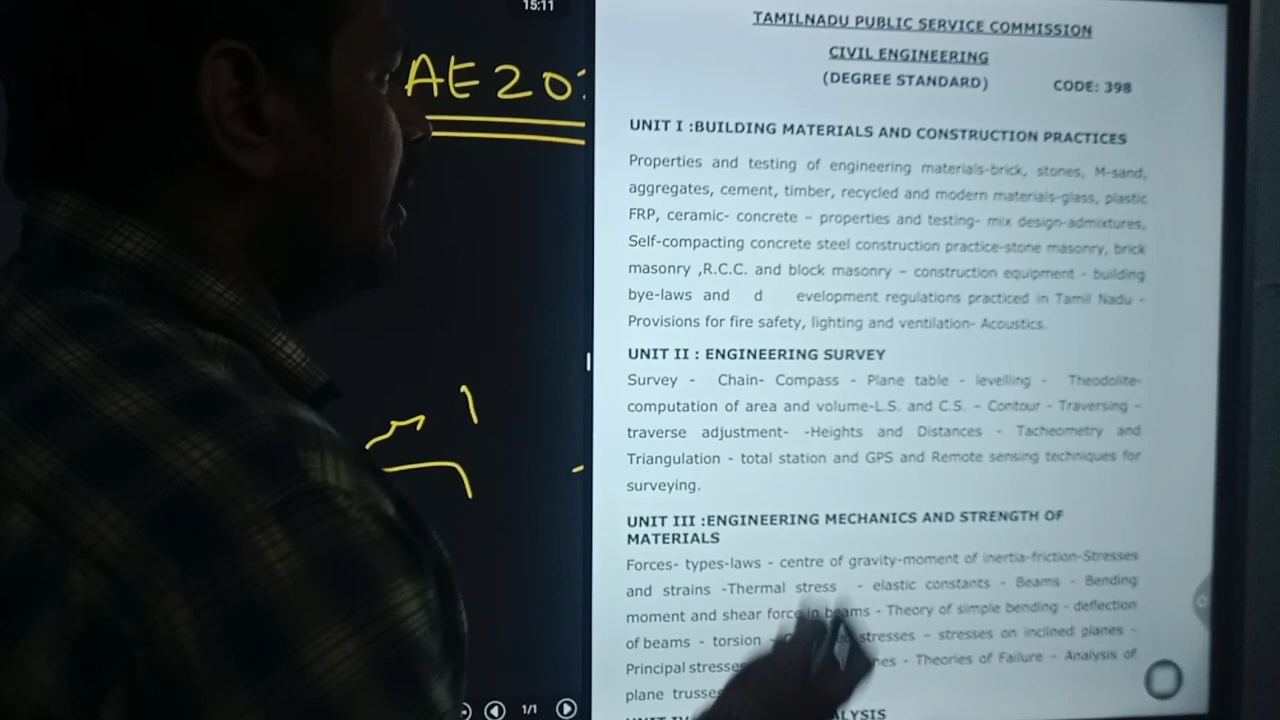 15:11
AE 20
TAMILNADU PUBLIC SERVICE COMMISSION
CIVIL ENGINEERING
(DEGREE STANDARD) CODE: 398
UNIT I :BUILDING MATERIALS AND CONSTRUCTION PRACTICES
Properties and testing of engineering materials-brick, stones, M-sand,
aggregates, cement, timber, recycled and modern materials-glass, plastic
FRP, ceramic- concrete – properties and testing- mix design-admixtures,
Self-compacting concrete steel construction practice-stone masonry, brick
masonry ,R.C.C. and block masonry – construction equipment - building
bye-laws and d evelopment regulations practiced in Tamil Nadu -
Provisions for fire safety, lighting and ventilation- Acoustics.
UNIT II : ENGINEERING SURVEY
Survey - Chain- Compass - Plane table - levelling - Theodolite-
computation of area and volume-L.S. and C.S. – Contour - Traversing –
traverse adjustment- -Heights and Distances - Tacheometry and
Triangulation - total station and GPS and Remote sensing techniques for
surveying.
UNIT III :ENGINEERING MECHANICS AND STRENGTH OF
MATERIALS
Forces- types-laws - centre of gravity-moment of inertia-friction-Stresses
and strains -Thermal stress - elastic constants - Beams - Bending
moment and shear force in beams - Theory of simple bending - deflection
of beams - torsion - stresses – stresses on inclined planes -
Principal stresses - Theories of Failure – Analysis of
plane trusses
1/1